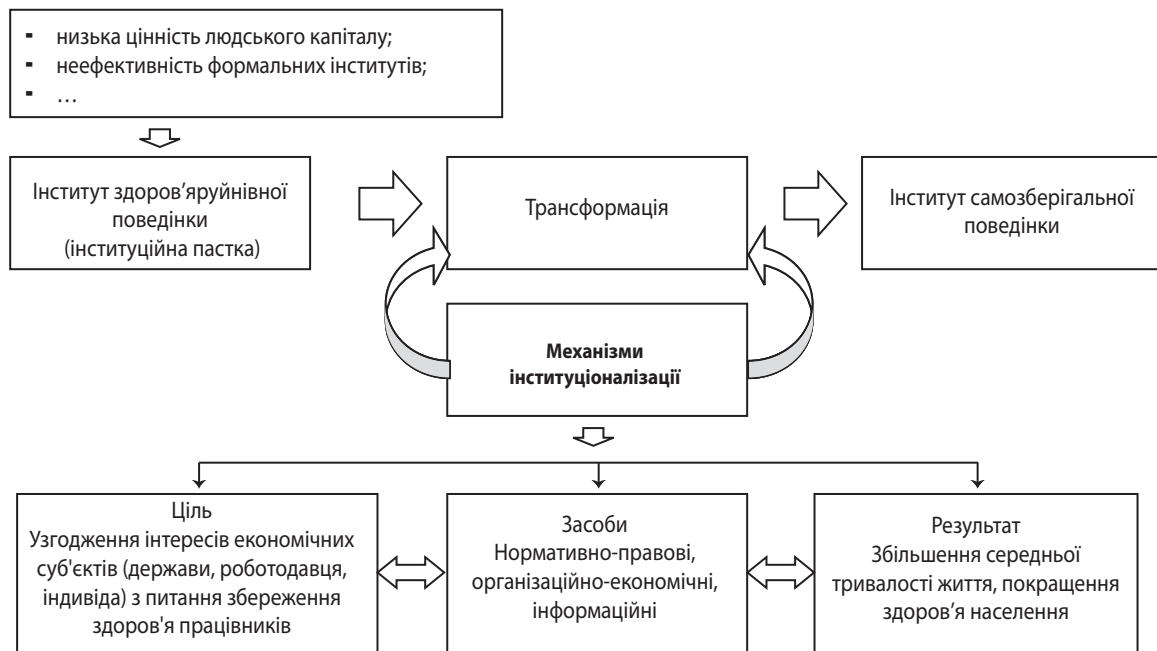 ▪ низька цінність людського капіталу;
▪ неефективність формальних інститутів;
▪ …
Інститут здоров’яруйнівної
поведінки
(інституційна пастка)
Трансформація
Інститут самозберігальної
поведінки
Механізми
інституціоналізації
Ціль
Узгодження інтересів економічних
суб'єктів (держави, роботодавця,
індивіда) з питання збереження
здоров'я працівників
Засоби
Нормативно-правові,
організаційно-економічні,
інформаційні
Результат
Збільшення середньої
тривалості життя, покращення
здоров’я населення